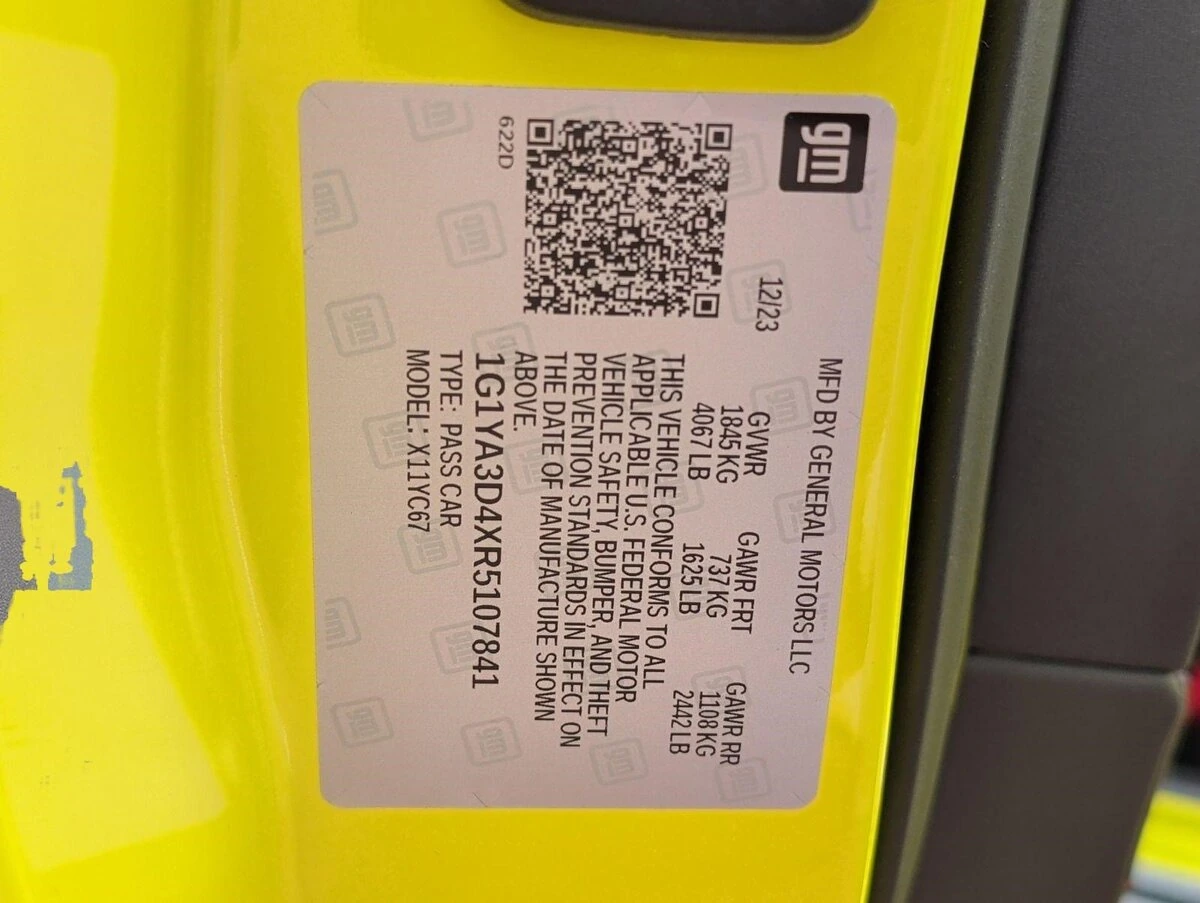 gm
MFD BY GENERAL MOTORS LLC
12/23
GVWR GAWR FRT GAWR RR
1845 KG 737 KG 1108 KG
4067 LB 1625 LB 2442 LB
THIS VEHICLE CONFORMS TO ALL
APPLICABLE U.S. FEDERAL MOTOR
VEHICLE SAFETY, BUMPER, AND THEFT
PREVENTION STANDARDS IN EFFECT ON
THE DATE OF MANUFACTURE SHOWN
ABOVE.
1G1YA3D4XR5107841
TYPE: PASS CAR
MODEL: X11YC67
622D